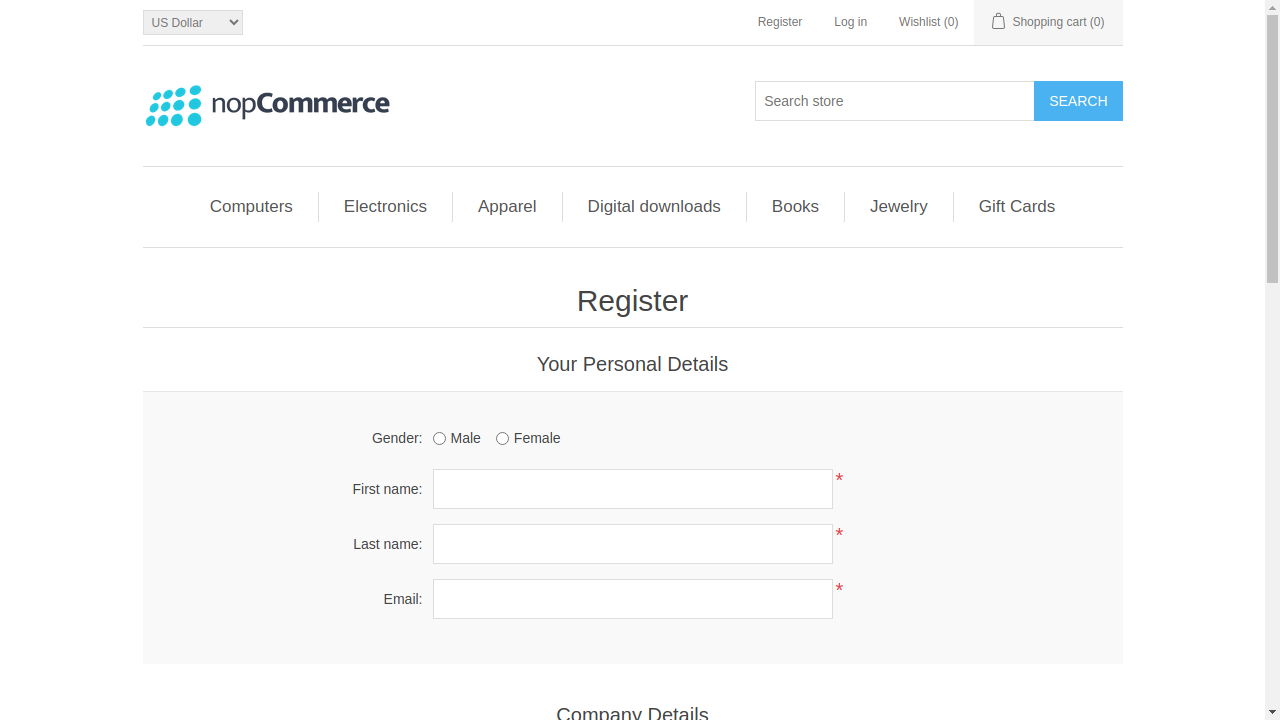 US Dollar
Register
Log in
Wishlist (0)
Shopping cart (0)
nopCommerce
Search store
SEARCH
Computers
Electronics
Apparel
Digital downloads
Books
Jewelry
Gift Cards
Register
Your Personal Details
Gender: Male Female
First name: *
Last name: *
Email: *
Company Details